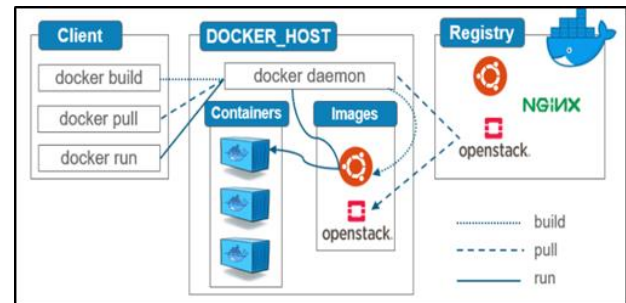 Client
docker build
docker pull
docker run
DOCKER_HOST
docker daemon
Containers
Images
openstack.
Registry
NGINX
openstack.
build
pull
run